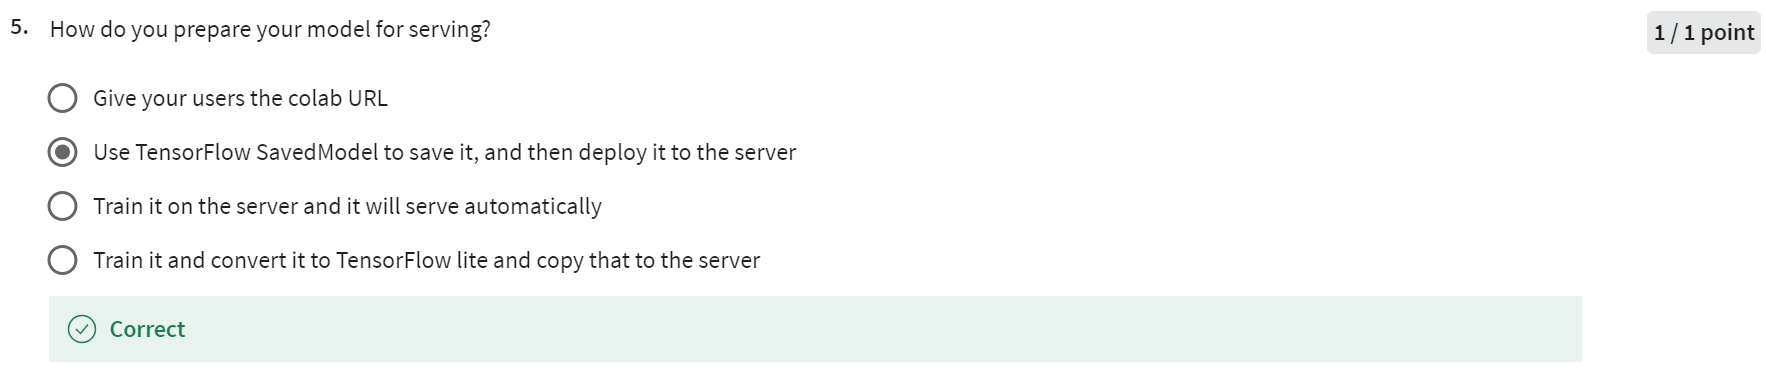 5. How do you prepare your model for serving?
1 / 1 point
Give your users the colab URL
Use TensorFlow SavedModel to save it, and then deploy it to the server
Train it on the server and it will serve automatically
Train it and convert it to TensorFlow lite and copy that to the server
Correct